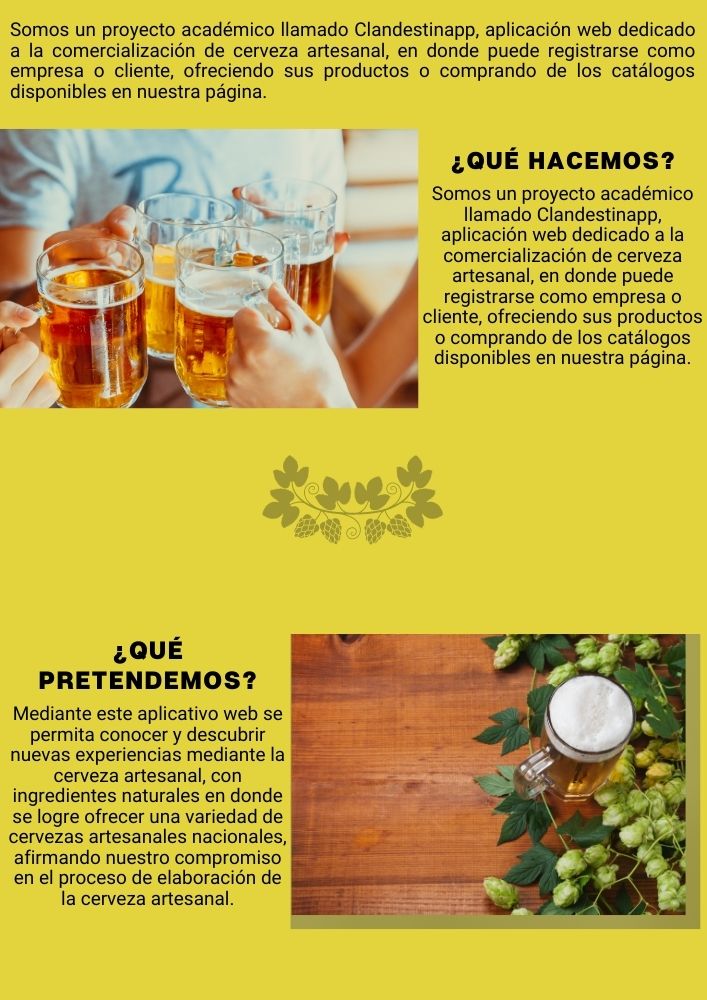 Somos un proyecto académico llamado Clandestinapp, aplicación web dedicado
a la comercialización de cerveza artesanal, en donde puede registrarse como
empresa o cliente, ofreciendo sus productos o comprando de los catálogos
disponibles en nuestra página.
¿QUÉ HACEMOS?
Somos un proyecto académico
llamado Clandestinapp,
aplicación web dedicado a la
comercialización de cerveza
artesanal, en donde puede
registrarse como empresa o
cliente, ofreciendo sus productos
o comprando de los catálogos
disponibles en nuestra página.
¿QUÉ
PRETENDEMOS?
Mediante este aplicativo web se
permita conocer y descubrir
nuevas experiencias mediante la
cerveza artesanal, con
ingredientes naturales en donde
se logre ofrecer una variedad de
cervezas artesanales nacionales,
afirmando nuestro compromiso
en el proceso de elaboración de
la cerveza artesanal.